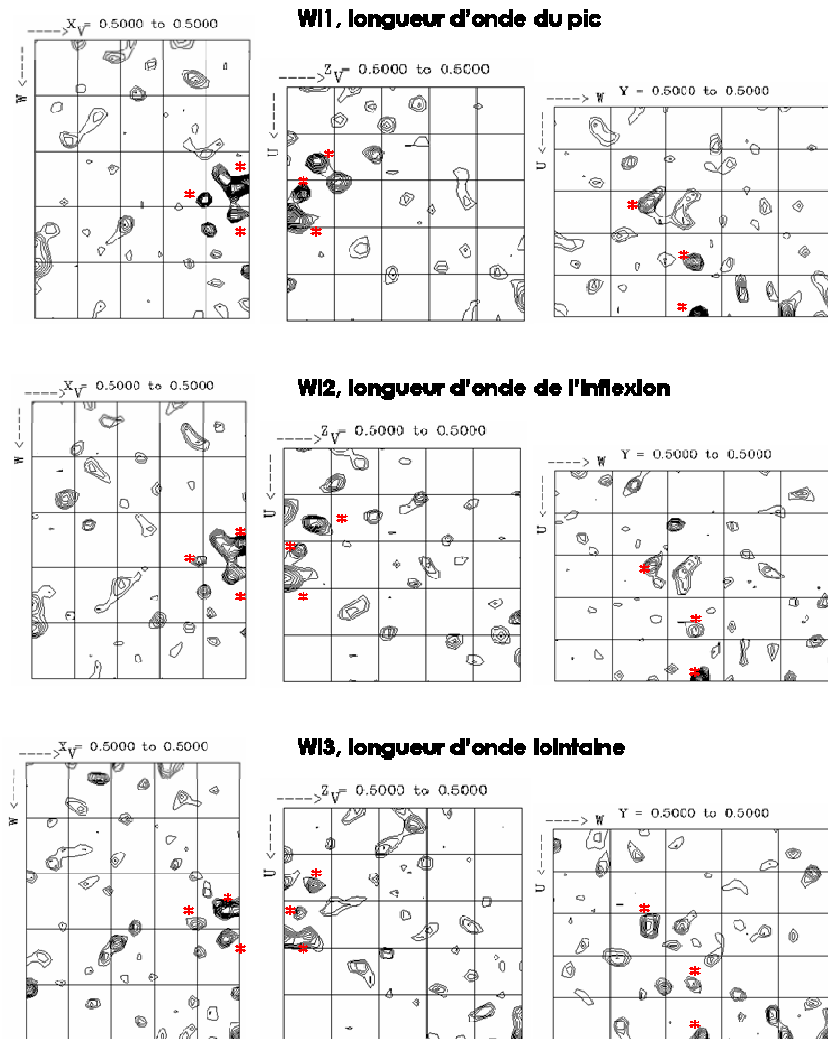 Wl1, longueur d'onde du pic
X = 0.5000 to 0.5000
V
W
Z = 0.5000 to 0.5000
V
U
Y = 0.5000 to 0.5000
W
U
Wl2, longueur d'onde de l'inflexion
X = 0.5000 to 0.5000
V
W
Z = 0.5000 to 0.5000
V
U
Y = 0.5000 to 0.5000
W
U
Wl3, longueur d'onde lointaine
X = 0.5000 to 0.5000
V
W
Z = 0.5000 to 0.5000
V
U
Y = 0.5000 to 0.5000
W
U